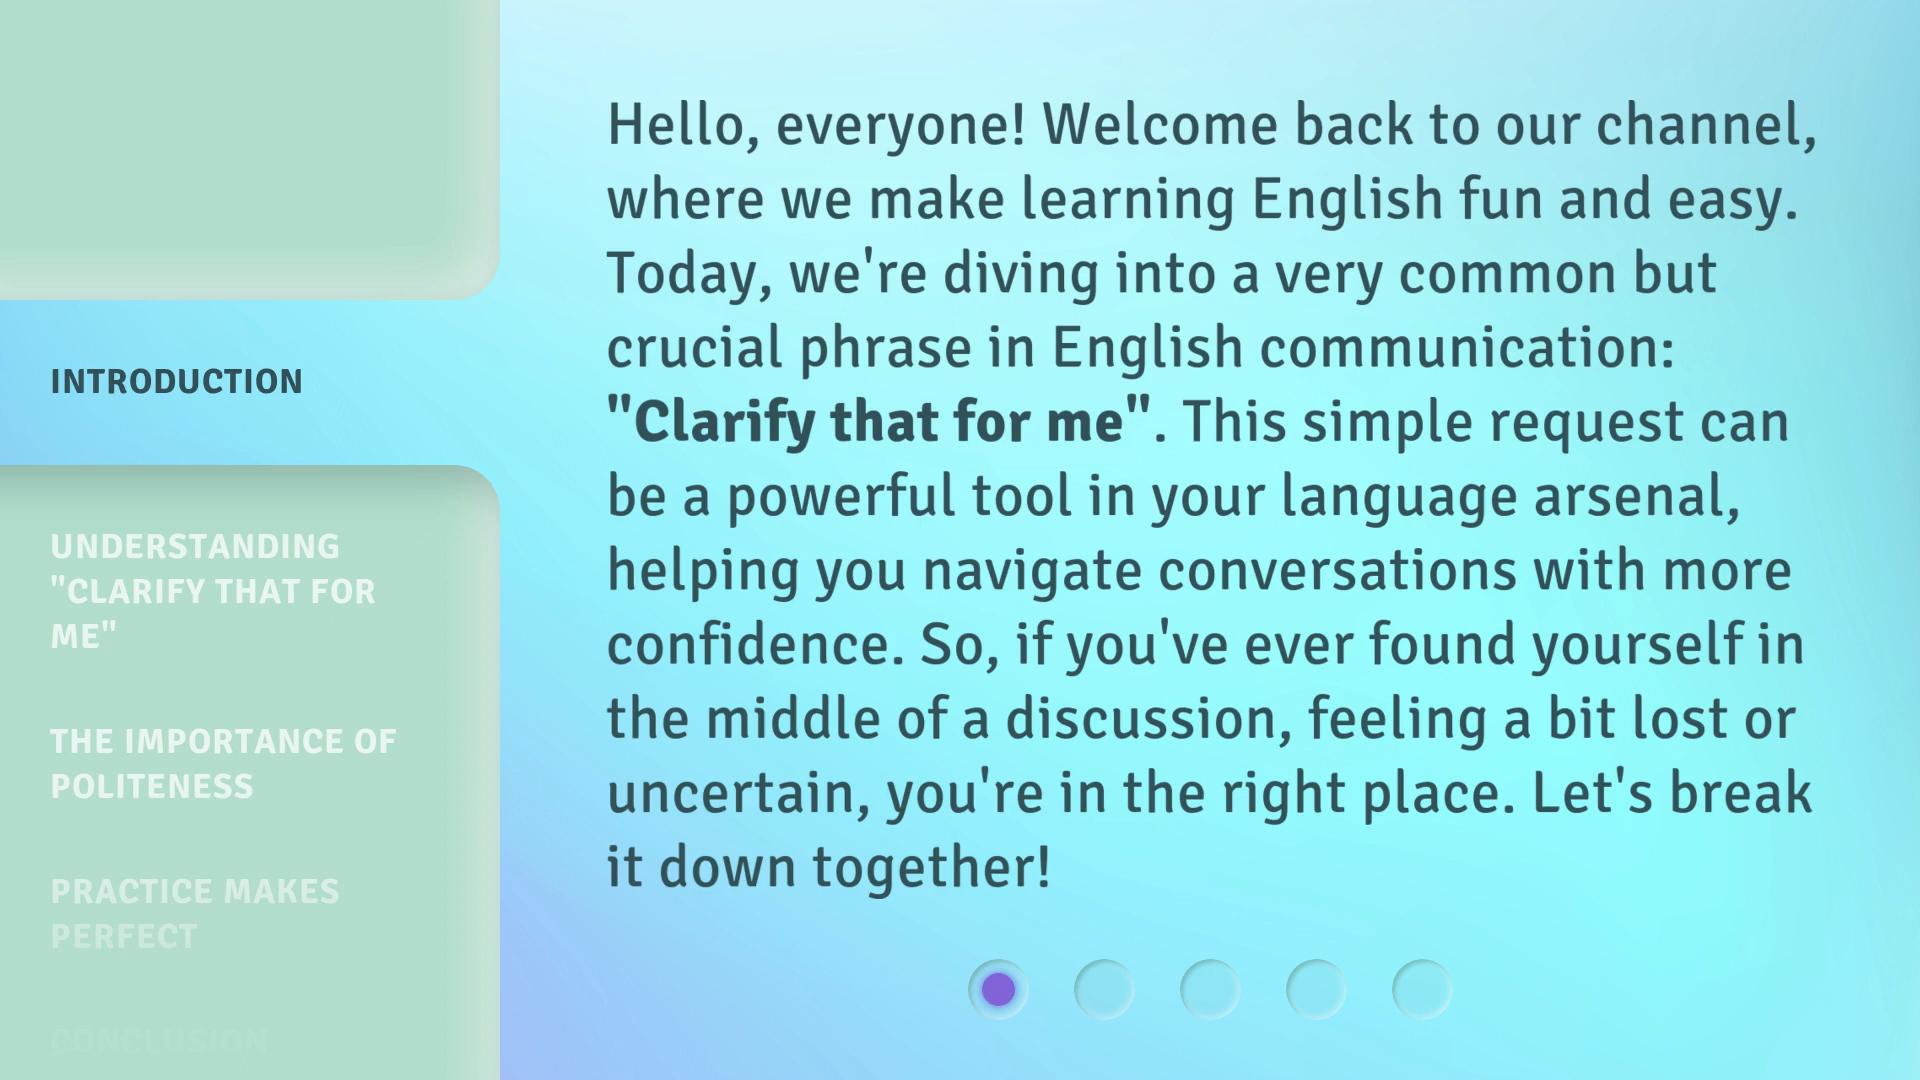 INTRODUCTION
UNDERSTANDING
"CLARIFY THAT FOR
ME"
THE IMPORTANCE OF
POLITENESS
PRACTICE MAKES
PERFECT
CONCLUSION
Hello, everyone! Welcome back to our channel,
where we make learning English fun and easy.
Today, we're diving into a very common but
crucial phrase in English communication:
"Clarify that for me". This simple request can
be a powerful tool in your language arsenal,
helping you navigate conversations with more
confidence. So, if you've ever found yourself in
the middle of a discussion, feeling a bit lost or
uncertain, you're in the right place. Let's break
it down together!